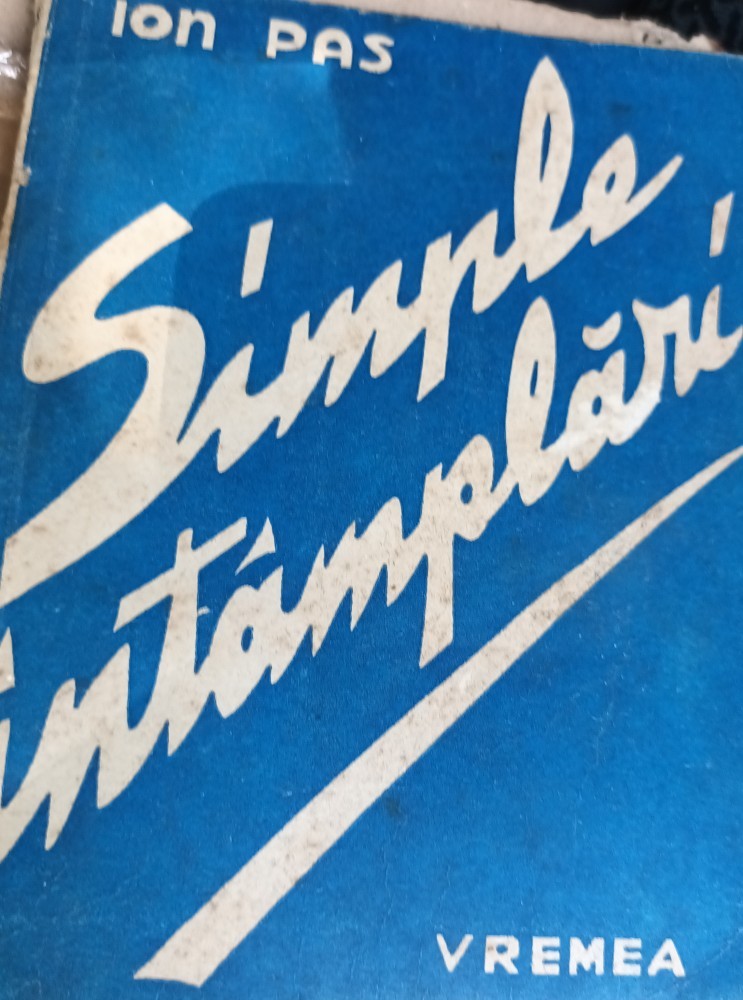 Ion PAS
Simple
întâmplări
VREMEA